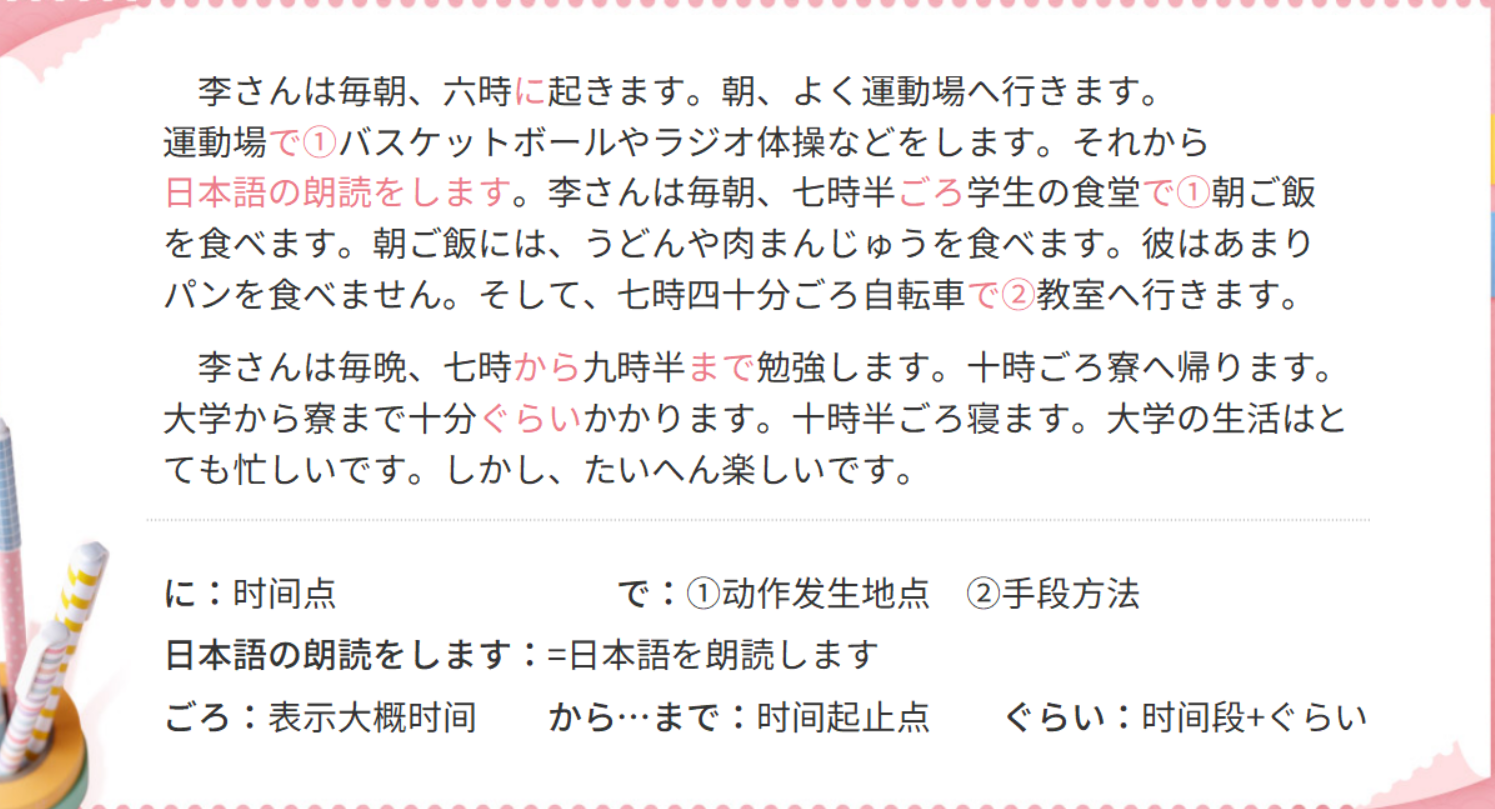 李さんは毎朝、六時に起きます。朝、よく運動場へ行きます。
運動場で①バスケットボールやラジオ体操などをします。それから
日本語の朗読をします。李さんは毎朝、七時半ごろ学生の食堂で①朝ご飯
を食べます。朝ご飯には、うどんや肉まんじゅうを食べます。彼はあまり
パンを食べません。そして、七時四十分ごろ自転車で②教室へ行きます。
李さんは毎晩、七時から九時半まで勉強します。十時ごろ寮へ帰ります。
大学から寮まで十分ぐらいかかります。十時半ごろ寝ます。大学の生活はと
ても忙しいです。しかし、たいへん楽しいです。
に：时间点　で：①动作发生地点　②手段方法
日本語の朗読をします：=日本語を朗読します
ごろ：表示大概时间　から…まで：时间起止点　ぐらい：时间段+ぐらい